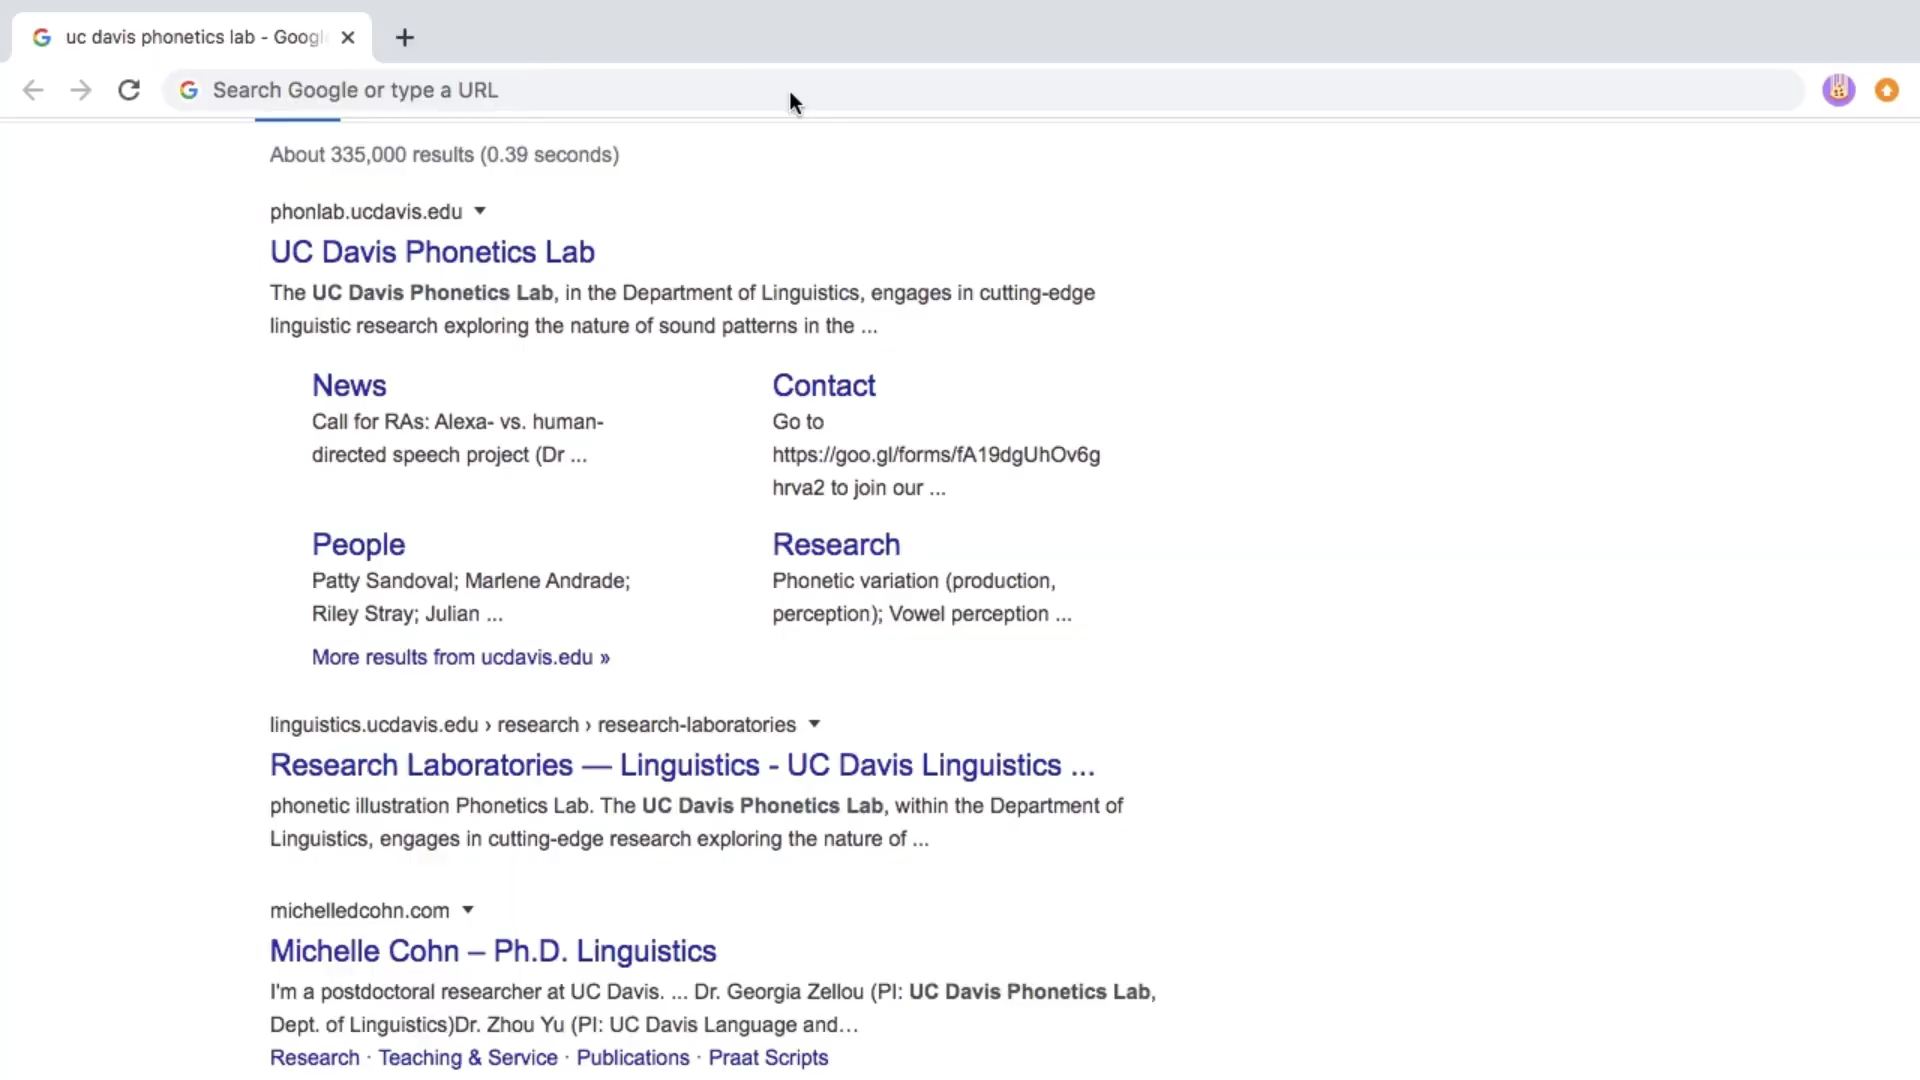 uc davis phonetics lab - Googl
Search Google or type a URL
About 335,000 results (0.39 seconds)
phonlab.ucdavis.edu
UC Davis Phonetics Lab
The UC Davis Phonetics Lab, in the Department of Linguistics, engages in cutting-edge
linguistic research exploring the nature of sound patterns in the ...
News
Call for RAs: Alexa- vs. human-
directed speech project (Dr ...
Contact
Go to
https://goo.gl/forms/fA19dgUhOv6g
hrva2 to join our ...
People
Patty Sandoval; Marlene Andrade;
Riley Stray; Julian ...
Research
Phonetic variation (production,
perception); Vowel perception ...
More results from ucdavis.edu »
linguistics.ucdavis.edu › research › research-laboratories
Research Laboratories — Linguistics - UC Davis Linguistics ...
phonetic illustration Phonetics Lab. The UC Davis Phonetics Lab, within the Department of
Linguistics, engages in cutting-edge research exploring the nature of ...
michelledcohn.com
Michelle Cohn – Ph.D. Linguistics
I'm a postdoctoral researcher at UC Davis. ... Dr. Georgia Zellou (PI: UC Davis Phonetics Lab,
Dept. of Linguistics)Dr. Zhou Yu (PI: UC Davis Language and…
Research · Teaching & Service · Publications · Praat Scripts